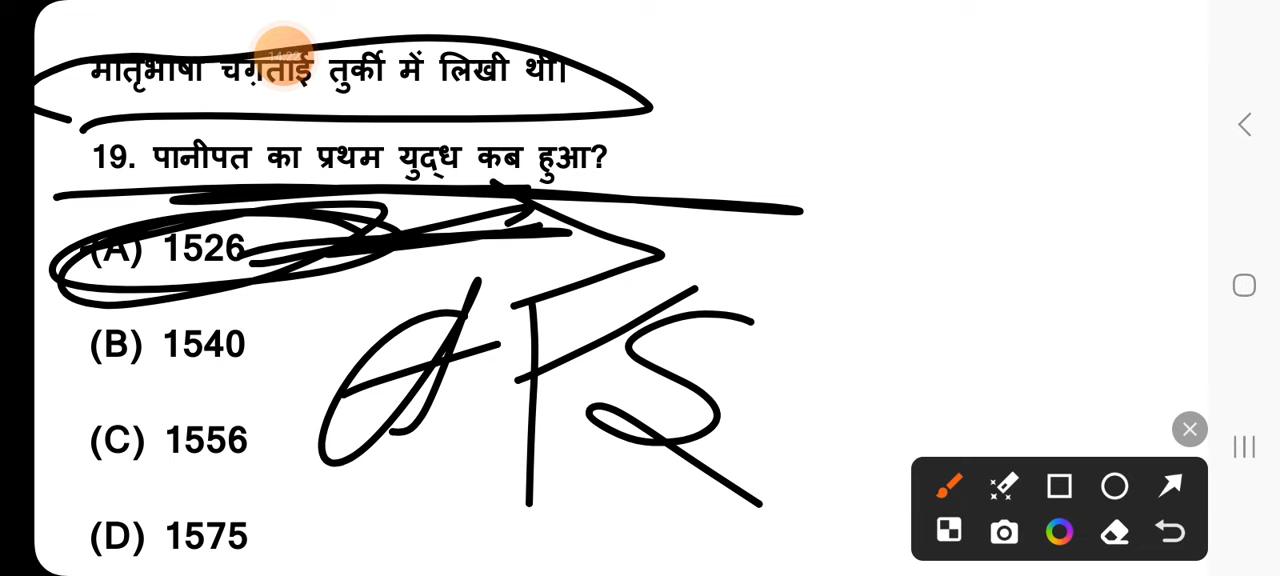 मातृभाषा चग़ताई तुर्की में लिखी थी।
19. पानीपत का प्रथम युद्ध कब हुआ?
(A) 1526
(B) 1540
(C) 1556
(D) 1575